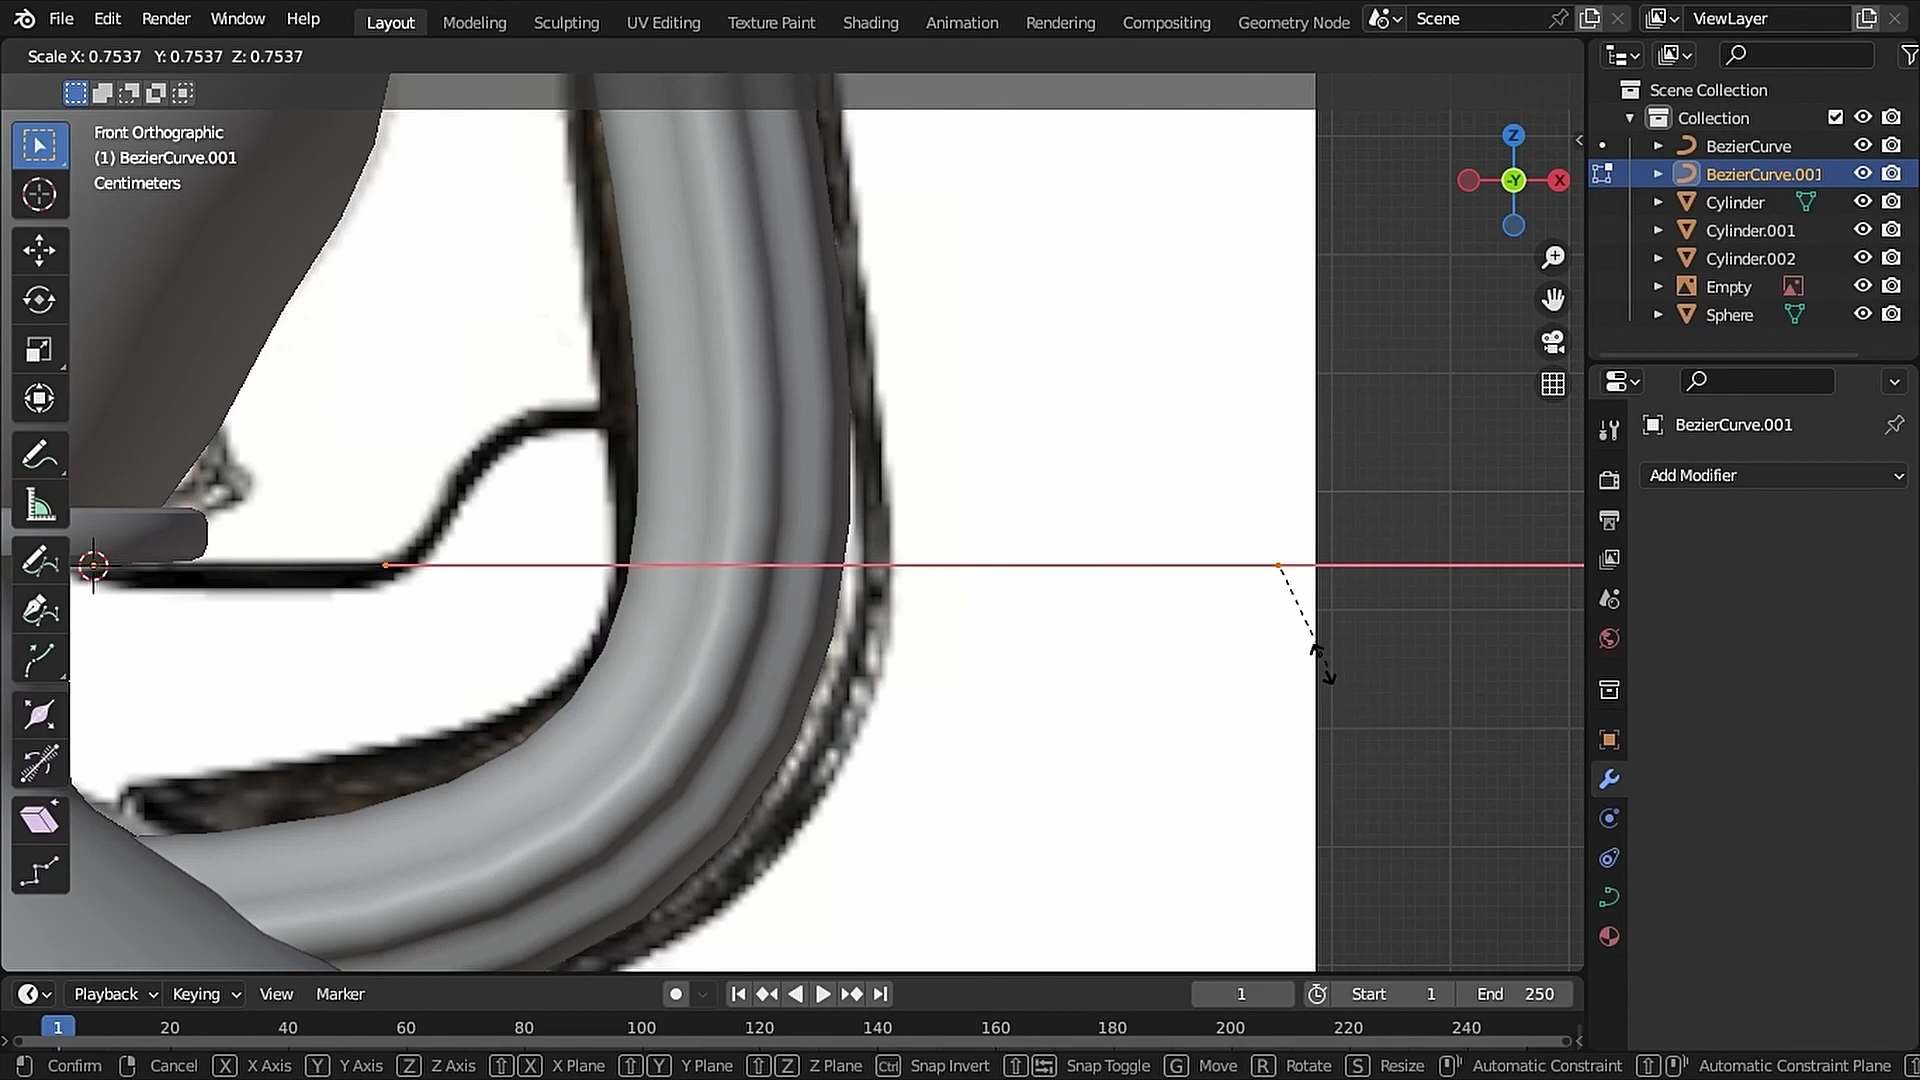 File Edit Render Window Help Layout Modeling Sculpting UV Editing Texture Paint Shading Animation Rendering Compositing Geometry Node Scene ViewLayer
Scale X: 0.7537 Y: 0.7537 Z: 0.7537
Front Orthographic
(1) BezierCurve.001
Centimeters
Z
-Y
X
Scene Collection
Collection
BezierCurve
BezierCurve.001
Cylinder
Cylinder.001
Cylinder.002
Empty
Sphere
BezierCurve.001
Add Modifier
Playback Keying View Marker 1 Start 1 End 250
1 20 40 60 80 100 120 140 160 180 200 220 240
Confirm Cancel X X Axis Y Y Axis Z Z Axis X X Plane Y Y Plane Z Z Plane Ctrl Snap Invert Snap Toggle G Move R Rotate S Resize Automatic Constraint Automatic Constraint Plane